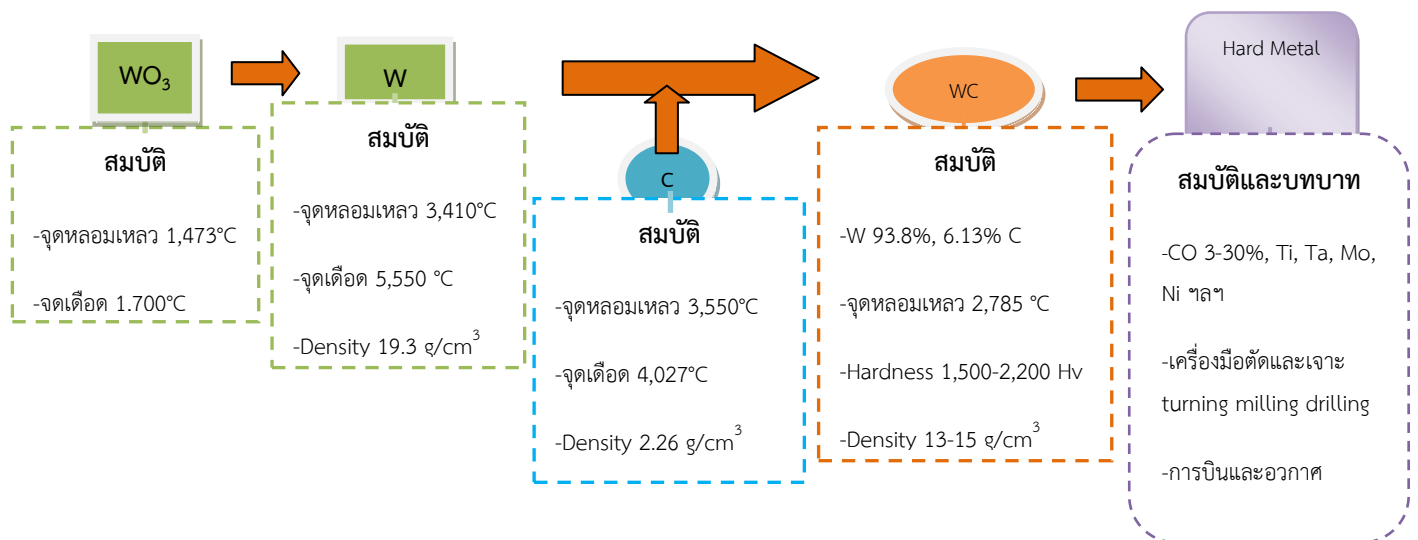 WO3
สมบัติ
-จุดหลอมเหลว 1,473°C
-จดเดือด 1.700°C
W
สมบัติ
-จุดหลอมเหลว 3,410°C
-จุดเดือด 5,550 °C
-Density 19.3 g/cm3
C
สมบัติ
-จุดหลอมเหลว 3,550°C
-จุดเดือด 4,027°C
-Density 2.26 g/cm3
WC
สมบัติ
-W 93.8%, 6.13% C
-จุดหลอมเหลว 2,785 °C
-Hardness 1,500-2,200 Hv
-Density 13-15 g/cm3
Hard Metal
สมบัติและบทบาท
-CO 3-30%, Ti, Ta, Mo,
Ni ฯลฯ
-เครื่องมือตัดและเจาะ
turning milling drilling
-การบินและอวกาศ